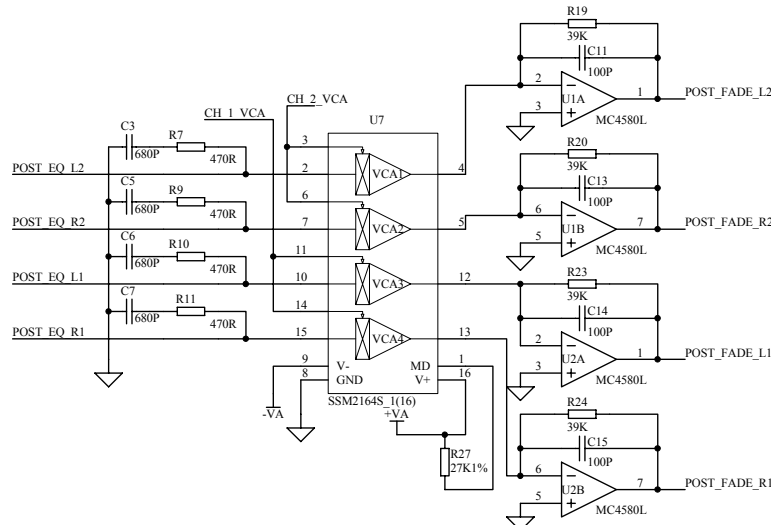 R19
39K
C11
100P
2
1
POST_FADE_L2
3
U1A
MC4580L
CH_2_VCA
CH_1_VCA
U7
C3
680P
R7
470R
3
POST_EQ_L2
2
VCA1
4
R20
39K
C13
100P
C5
680P
R9
470R
6
POST_EQ_R2
7
VCA2
5
6
7
POST_FADE_R2
5
U1B
MC4580L
C6
680P
R10
470R
11
POST_EQ_L1
10
VCA3
12
R23
39K
C14
100P
C7
680P
R11
470R
14
POST_EQ_R1
15
VCA4
13
2
1
POST_FADE_L1
3
U2A
MC4580L
9
V-
MD
1
8
GND
V+
16
-VA
SSM2164S_1(16)
+VA
R24
39K
C15
100P
R27
27K1%
6
7
POST_FADE_R1
5
U2B
MC4580L